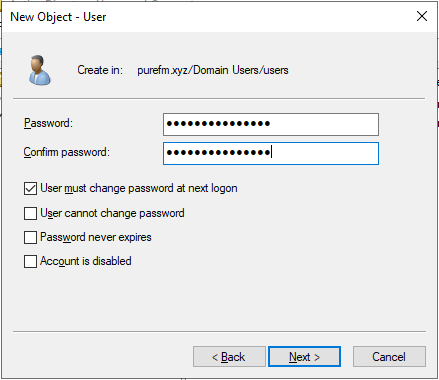 New Object - User
Create in: purefm.xyz/Domain Users/users
Password: ●●●●●●●●●●●●●●●
Confirm password: ●●●●●●●●●●●●●●●
User must change password at next logon
User cannot change password
Password never expires
Account is disabled
< Back Next > Cancel